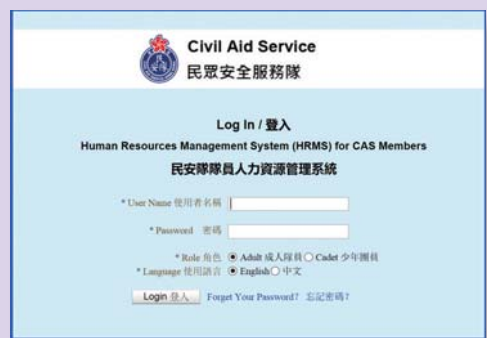 Civil Aid Service
民眾安全服務隊
Log In / 登入
Human Resources Management System (HRMS) for CAS Members
民安隊隊員人力資源管理系統
* User Name 使用者名稱
* Password 密碼
* Role 角色 Adult 成人隊員 Cadet 少年團員
* Language 使用語言 English 中文
Login 登入 Forget Your Password? 忘記密碼?